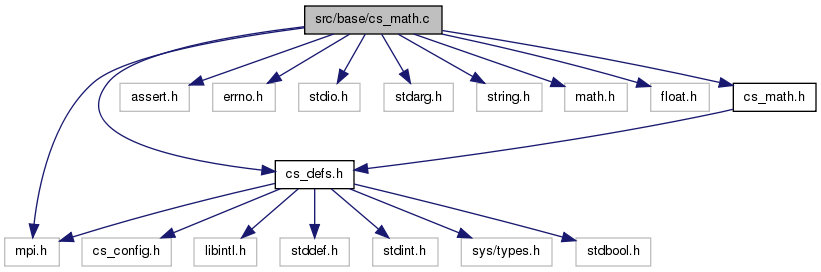 src/base/cs_math.c
assert.h
errno.h
stdio.h
stdarg.h
string.h
math.h
float.h
cs_math.h
cs_defs.h
mpi.h
cs_config.h
libintl.h
stddef.h
stdint.h
sys/types.h
stdbool.h